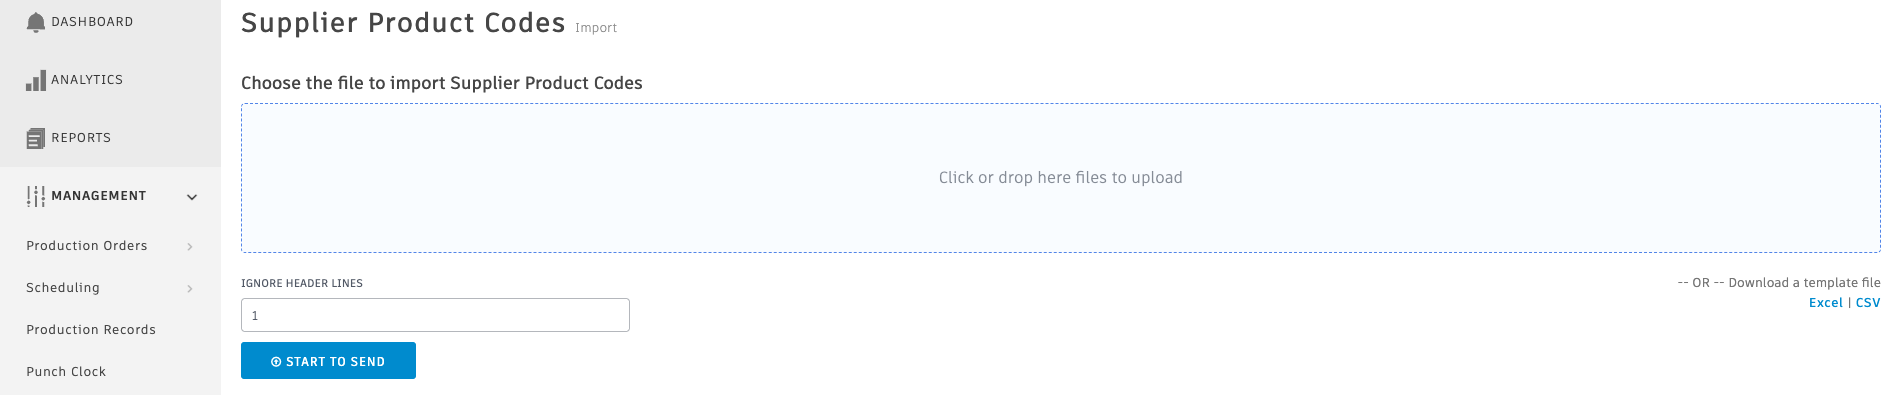 DASHBOARD
ANALYTICS
REPORTS
MANAGEMENT
Production Orders
Scheduling
Production Records
Punch Clock
Supplier Product Codes Import
Choose the file to import Supplier Product Codes
Click or drop here files to upload
IGNORE HEADER LINES
1
START TO SEND
-- OR -- Download a template file
Excel | CSV